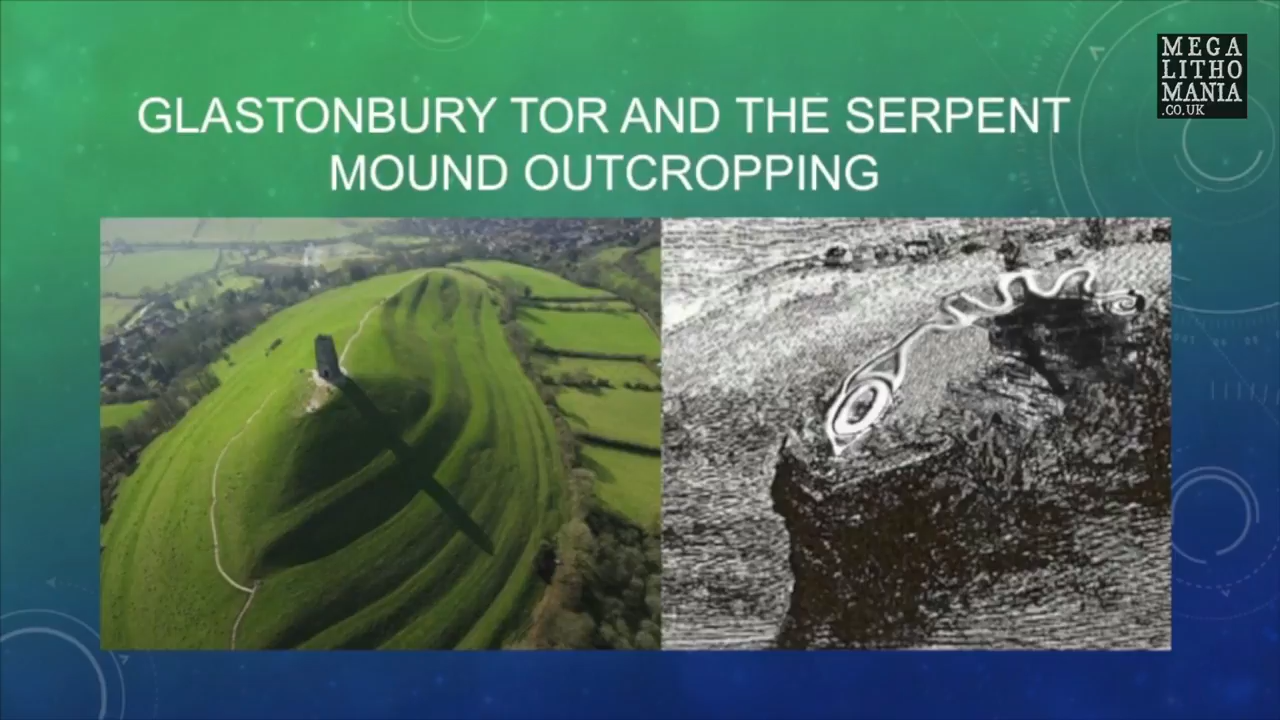 GLASTONBURY TOR AND THE SERPENT
MOUND OUTCROPPING
MEGA
LITHO
MANIA
.CO.UK